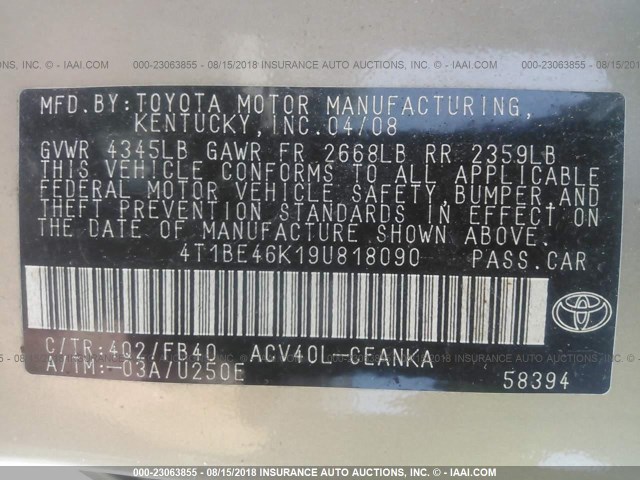 000-23063855 - 08/15/2018 INSURANCE AUTO AUCTIONS, INC. - © IAAI.COM
MFD.BY:TOYOTA MOTOR MANUFACTURING,
KENTUCKY,INC.04/08
GVWR 4345LB GAWR FR 2668LB RR 2359LB
THIS VEHICLE CONFORMS TO ALL APPLICABLE
FEDERAL MOTOR VEHICLE SAFETY,BUMPER,AND
THEFT PREVENTION STANDARDS IN EFFECT ON
THE DATE OF MANUFACTURE SHOWN ABOVE.
4T1BE46K19U818090 PASS.CAR
C/TR:4Q2/FB40 ACV40L-CEANKA
A/TM:-03A/U250E
58394
000-23063855 - 08/15/2018 INSURANCE AUTO AUCTIONS, INC. - © IAAI.COM